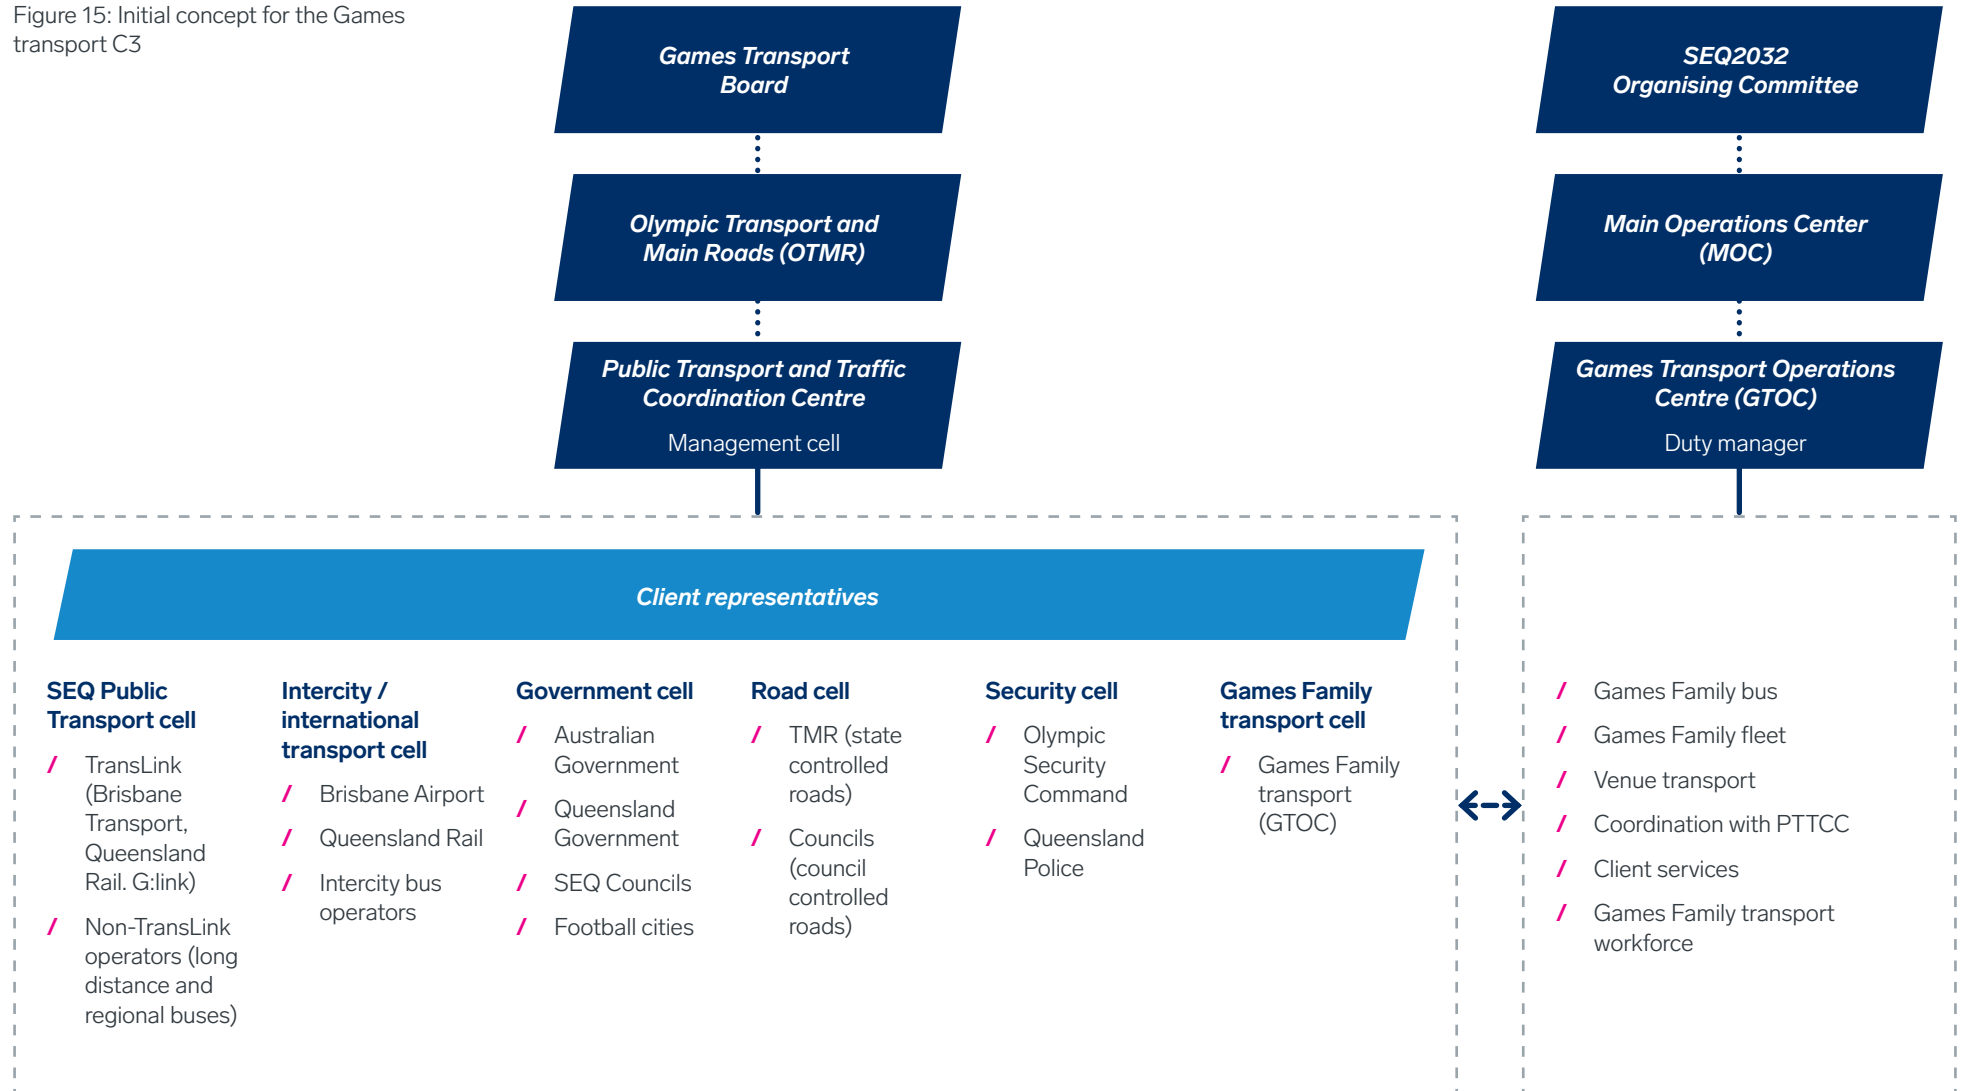 Figure 15: Initial concept for the Games
transport C3
Games Transport
Board
SEQ2032
Organising Committee
Olympic Transport and
Main Roads (OTMR)
Main Operations Center
(MOC)
Public Transport and Traffic
Coordination Centre
Management cell
Games Transport Operations
Centre (GTOC)
Duty manager
Client representatives
SEQ Public
Transport cell
/ TransLink
(Brisbane
Transport,
Queensland
Rail. G:link)
/ Non-TransLink
operators (long
distance and
regional buses)
Intercity /
international
transport cell
/ Brisbane Airport
/ Queensland Rail
/ Intercity bus
operators
Government cell
/ Australian
Government
/ Queensland
Government
/ SEQ Councils
/ Football cities
Road cell
/ TMR (state
controlled
roads)
/ Councils
(council
controlled
roads)
Security cell
/ Olympic
Security
Command
/ Queensland
Police
Games Family
transport cell
/ Games Family
transport
(GTOC)
/ Games Family bus
/ Games Family fleet
/ Venue transport
/ Coordination with PTTCC
/ Client services
/ Games Family transport
workforce